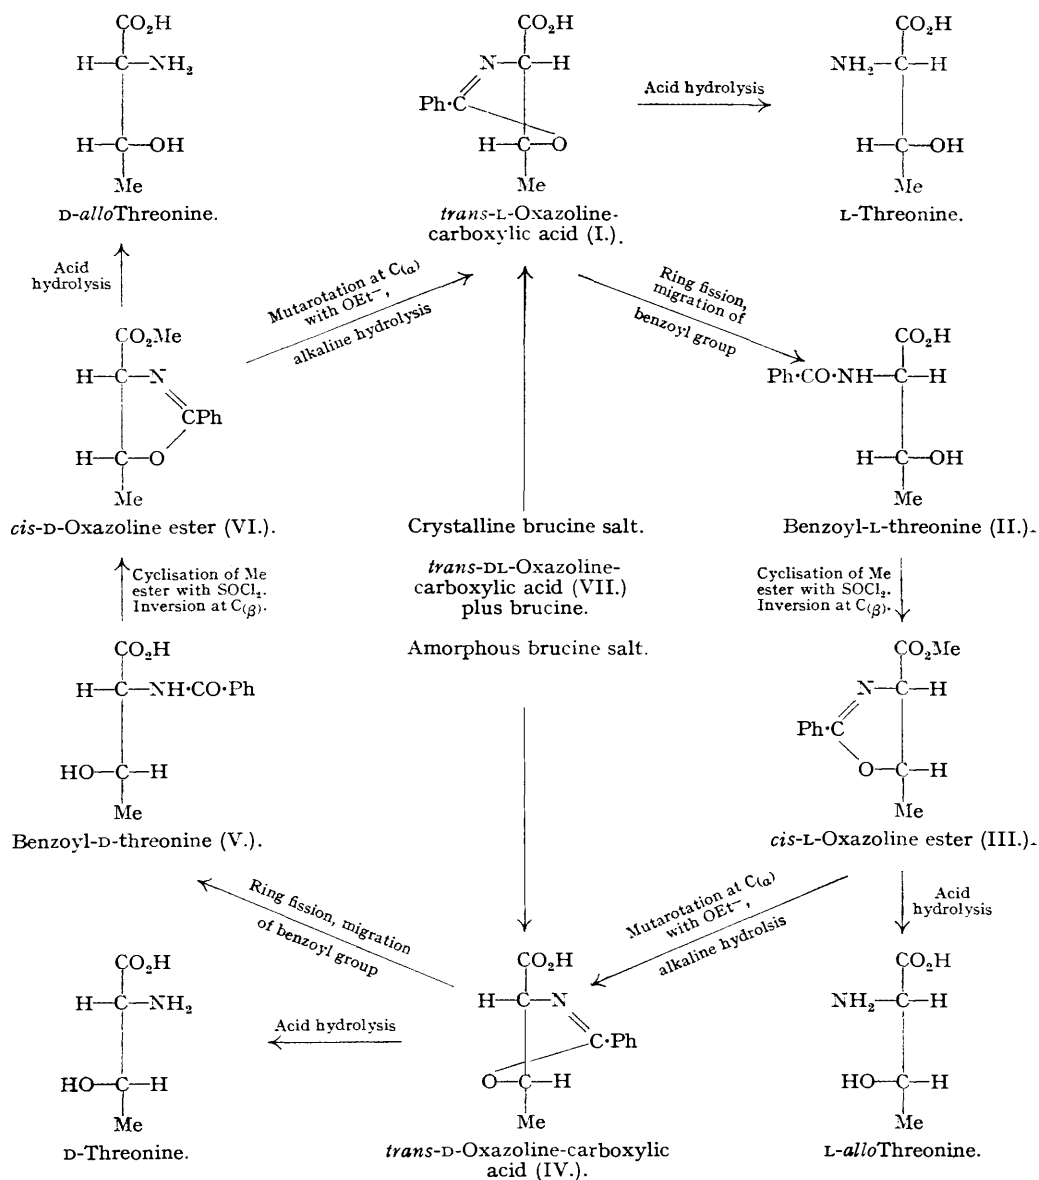 CO₂H
H—C—NH₂
H—C—OH
Me
D-alloThreonine.
CO₂H
N—C—H
Ph·C
H—C—O
Me
trans-L-Oxazoline-
carboxylic acid (I.).
Acid hydrolysis
CO₂H
NH₂—C—H
H—C—OH
Me
L-Threonine.
Acid
hydrolysis
Mutarotation at C(α)
with OEt⁻,
alkaline hydrolysis
Ring fission,
migration of
benzoyl group
CO₂Me
H—C—N
CPh
H—C—O
Me
cis-D-Oxazoline ester (VI.).
CO₂H
Ph·CO·NH—C—H
H—C—OH
Me
Benzoyl-L-threonine (II.).
Crystalline brucine salt.
trans-DL-Oxazoline-
carboxylic acid (VII.)
plus brucine.
Amorphous brucine salt.
Cyclisation of Me
ester with SOCl₂.
Inversion at C(β).
Cyclisation of Me
ester with SOCl₂.
Inversion at C(β).
CO₂H
H—C—NH·CO·Ph
HO—C—H
Me
Benzoyl-D-threonine (V.).
CO₂Me
N—C—H
Ph·C
O—C—H
Me
cis-L-Oxazoline ester (III.).
Ring fission, migration
of benzoyl group
Mutarotation at C(α)
with OEt⁻,
alkaline hydrolsis
Acid
hydrolysis
CO₂H
H—C—NH₂
HO—C—H
Me
D-Threonine.
Acid hydrolysis
CO₂H
H—C—N
C·Ph
O—C—H
Me
trans-D-Oxazoline-carboxylic
acid (IV.).
CO₂H
NH₂—C—H
HO—C—H
Me
L-alloThreonine.